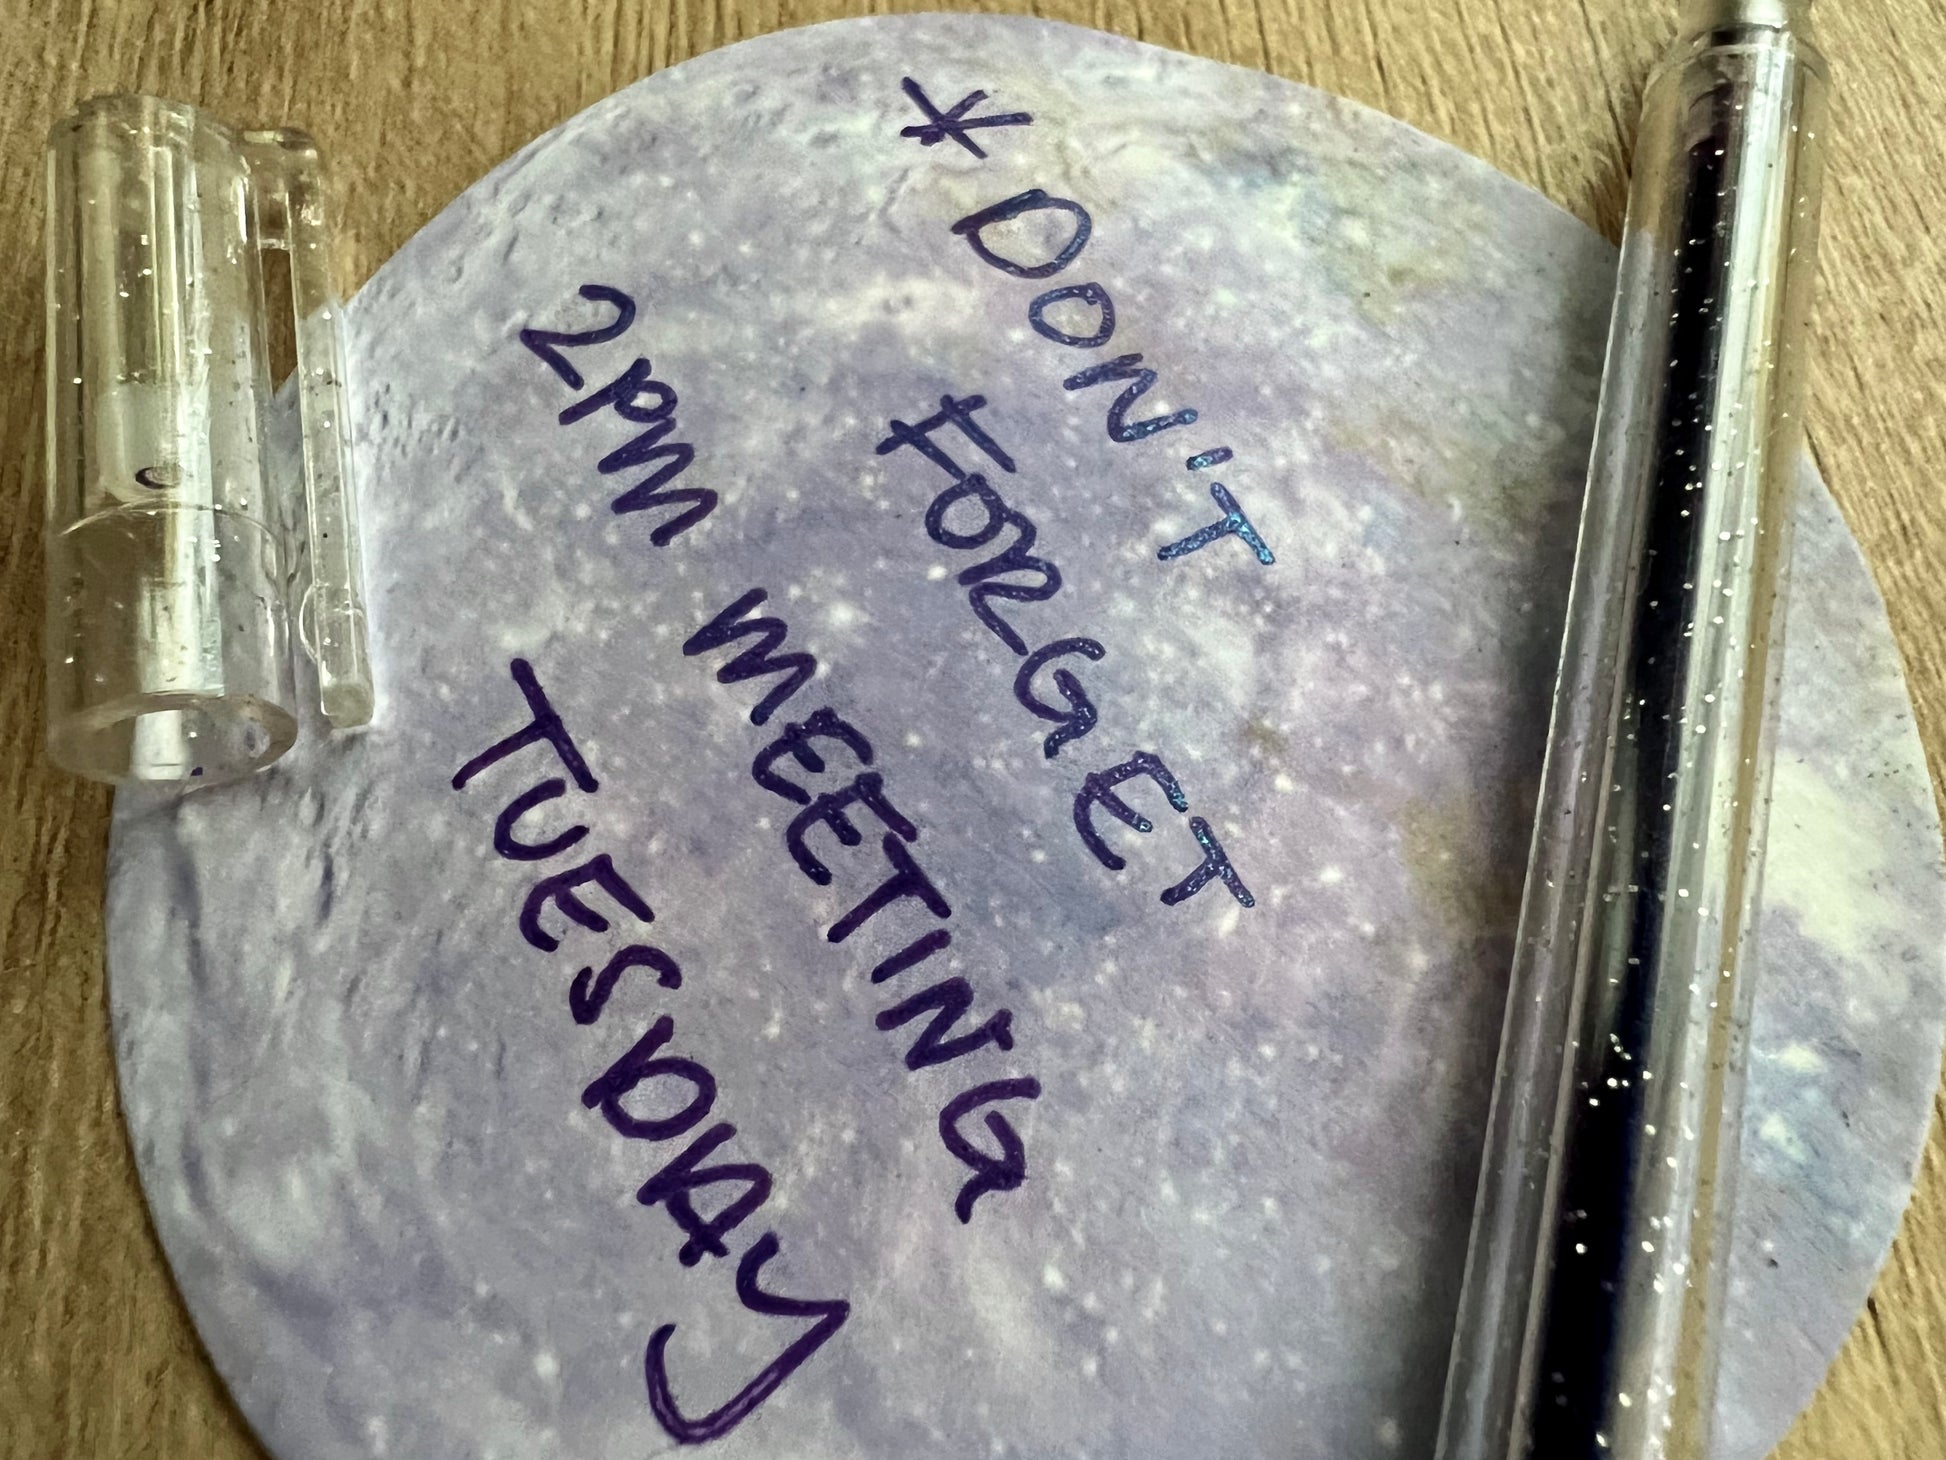 * DON'T
FORGET
2PM MEETING
TUESDAY